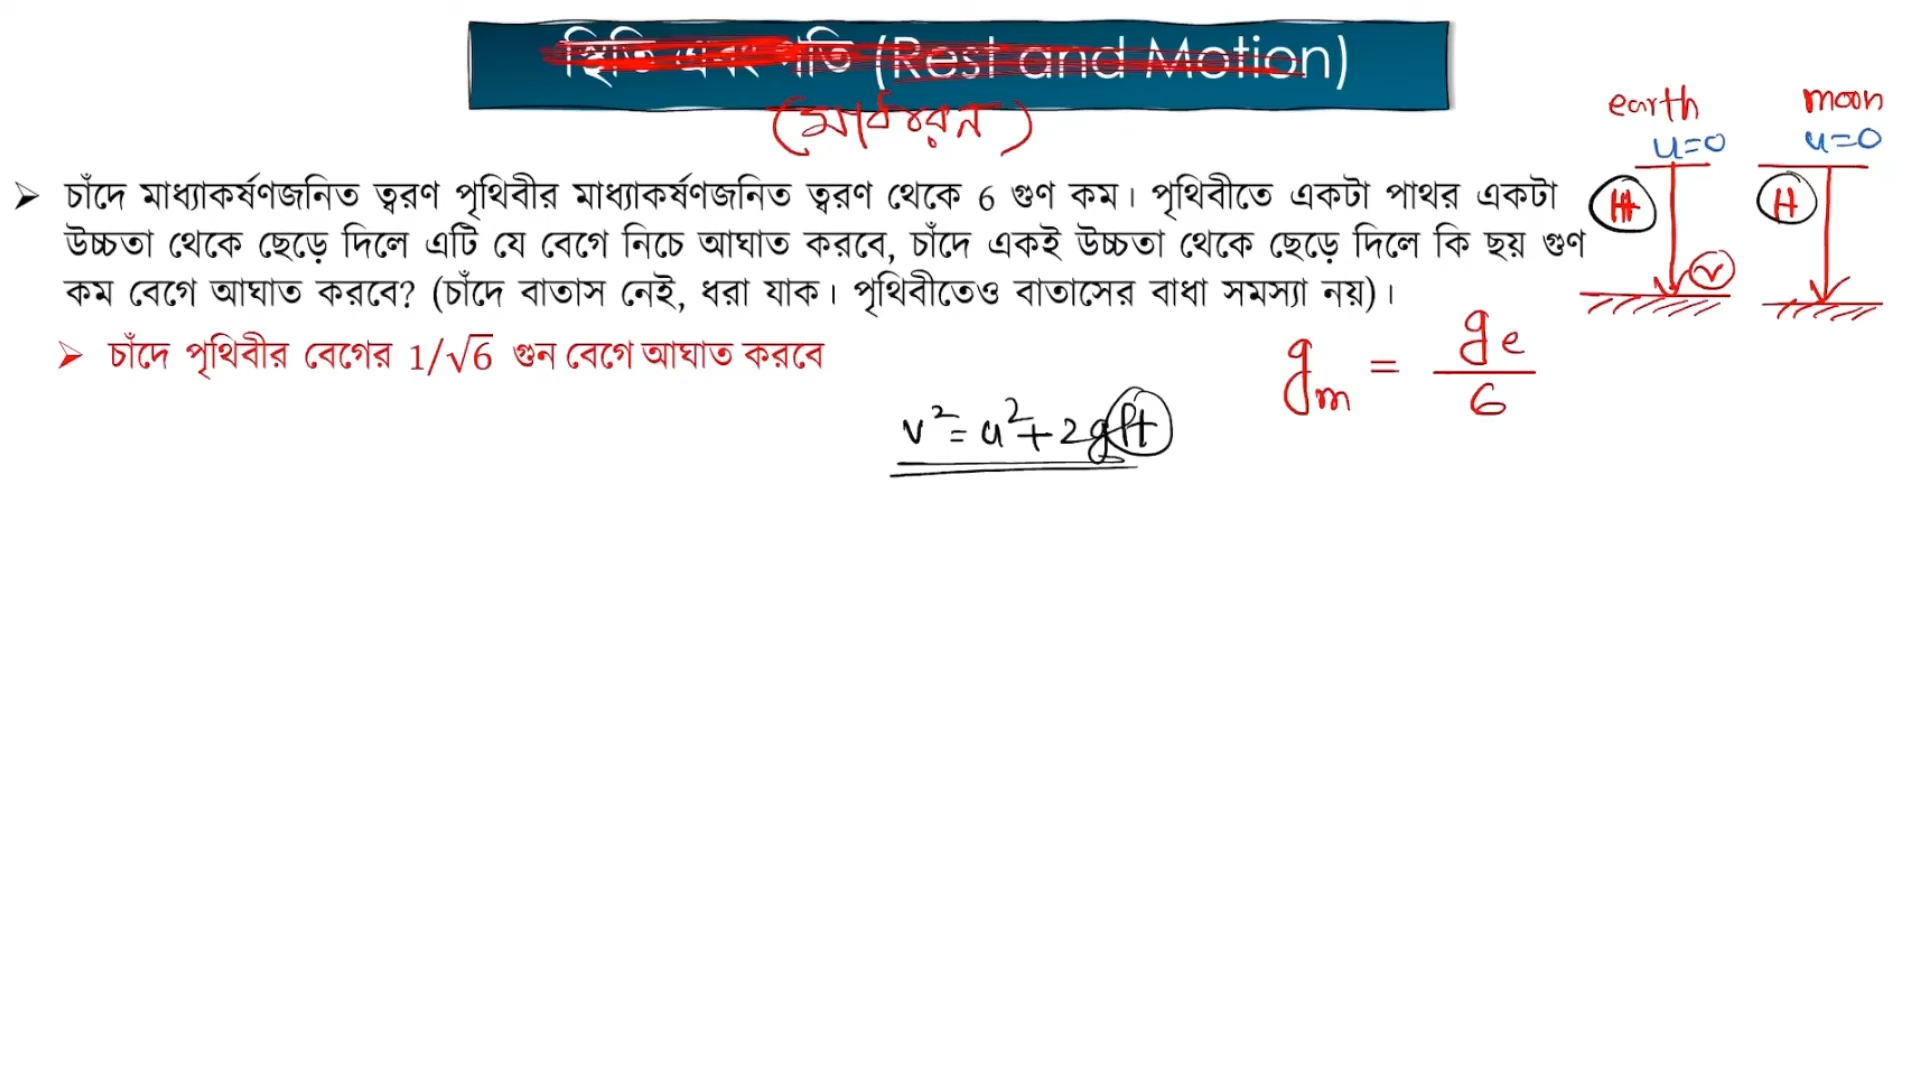 স্থিতি এবং গতি (Rest and Motion)
earth
moon
u=0
u=0
➢ চাঁদে মাধ্যাকর্ষণজনিত ত্বরণ পৃথিবীর মাধ্যাকর্ষণজনিত ত্বরণ থেকে 6 গুণ কম। পৃথিবীতে একটা পাথর একটা
উচ্চতা থেকে ছেড়ে দিলে এটি যে বেগে নিচে আঘাত করবে, চাঁদে একই উচ্চতা থেকে ছেড়ে দিলে কি ছয় গুণ
কম বেগে আঘাত করবে? (চাঁদে বাতাস নেই, ধরা যাক। পৃথিবীতেও বাতাসের বাধা সমস্যা নয়)।
H
H
v
➢ চাঁদে পৃথিবীর বেগের 1/√6 গুন বেগে আঘাত করবে
g_m = g_e/6
v² = u² + 2gH